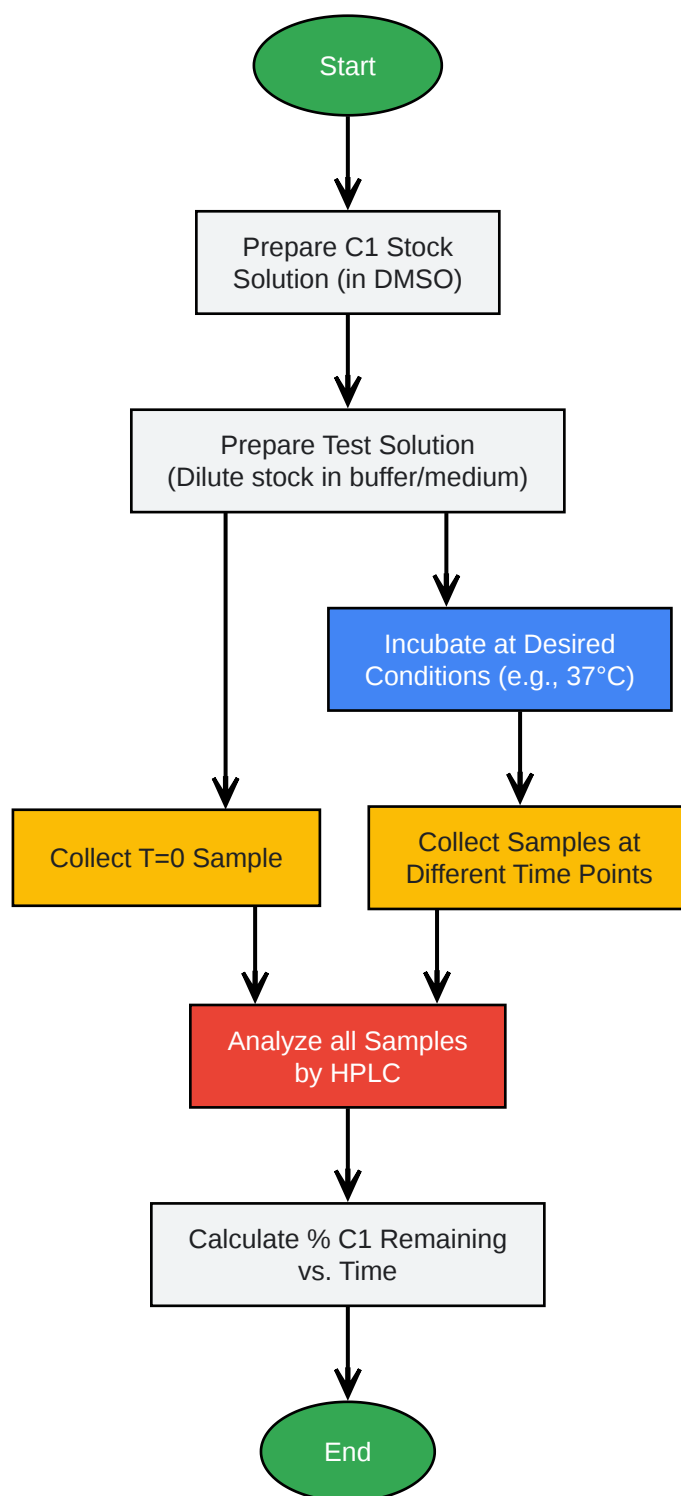 Start
Prepare C1 Stock
Solution (in DMSO)
Prepare Test Solution
(Dilute stock in buffer/medium)
Incubate at Desired
Conditions (e.g., 37°C)
Collect T=0 Sample
Collect Samples at
Different Time Points
Analyze all Samples
by HPLC
Calculate % C1 Remaining
vs. Time
End